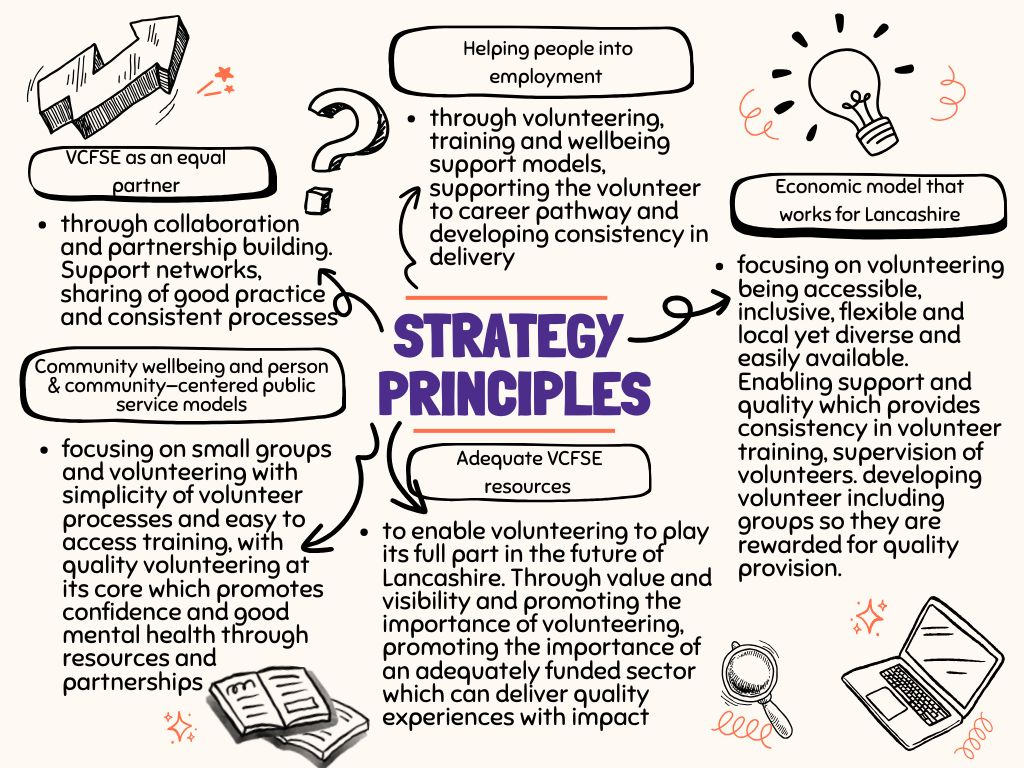 Helping people into
employment
through volunteering,
training and wellbeing
support models,
supporting the volunteer
to career pathway and
developing consistency in
delivery
VCFSE as an equal
partner
through collaboration
and partnership building.
Support networks,
sharing of good practice
and consistent processes
Economic model that
works for Lancashire
focusing on volunteering
being accessible,
inclusive, flexible and
local yet diverse and
easily available.
Enabling support and
quality which provides
consistency in volunteer
training, supervision of
volunteers. developing
volunteer including
groups so they are
rewarded for quality
provision.
STRATEGY
PRINCIPLES
Community wellbeing and person
& community–centered public
service models
focusing on small groups
and volunteering with
simplicity of volunteer
processes and easy to
access training, with
quality volunteering at
its core which promotes
confidence and good
mental health through
resources and
partnerships
Adequate VCFSE
resources
to enable volunteering to play
its full part in the future of
Lancashire. Through value and
visibility and promoting the
importance of volunteering,
promoting the importance of
an adequately funded sector
which can deliver quality
experiences with impact